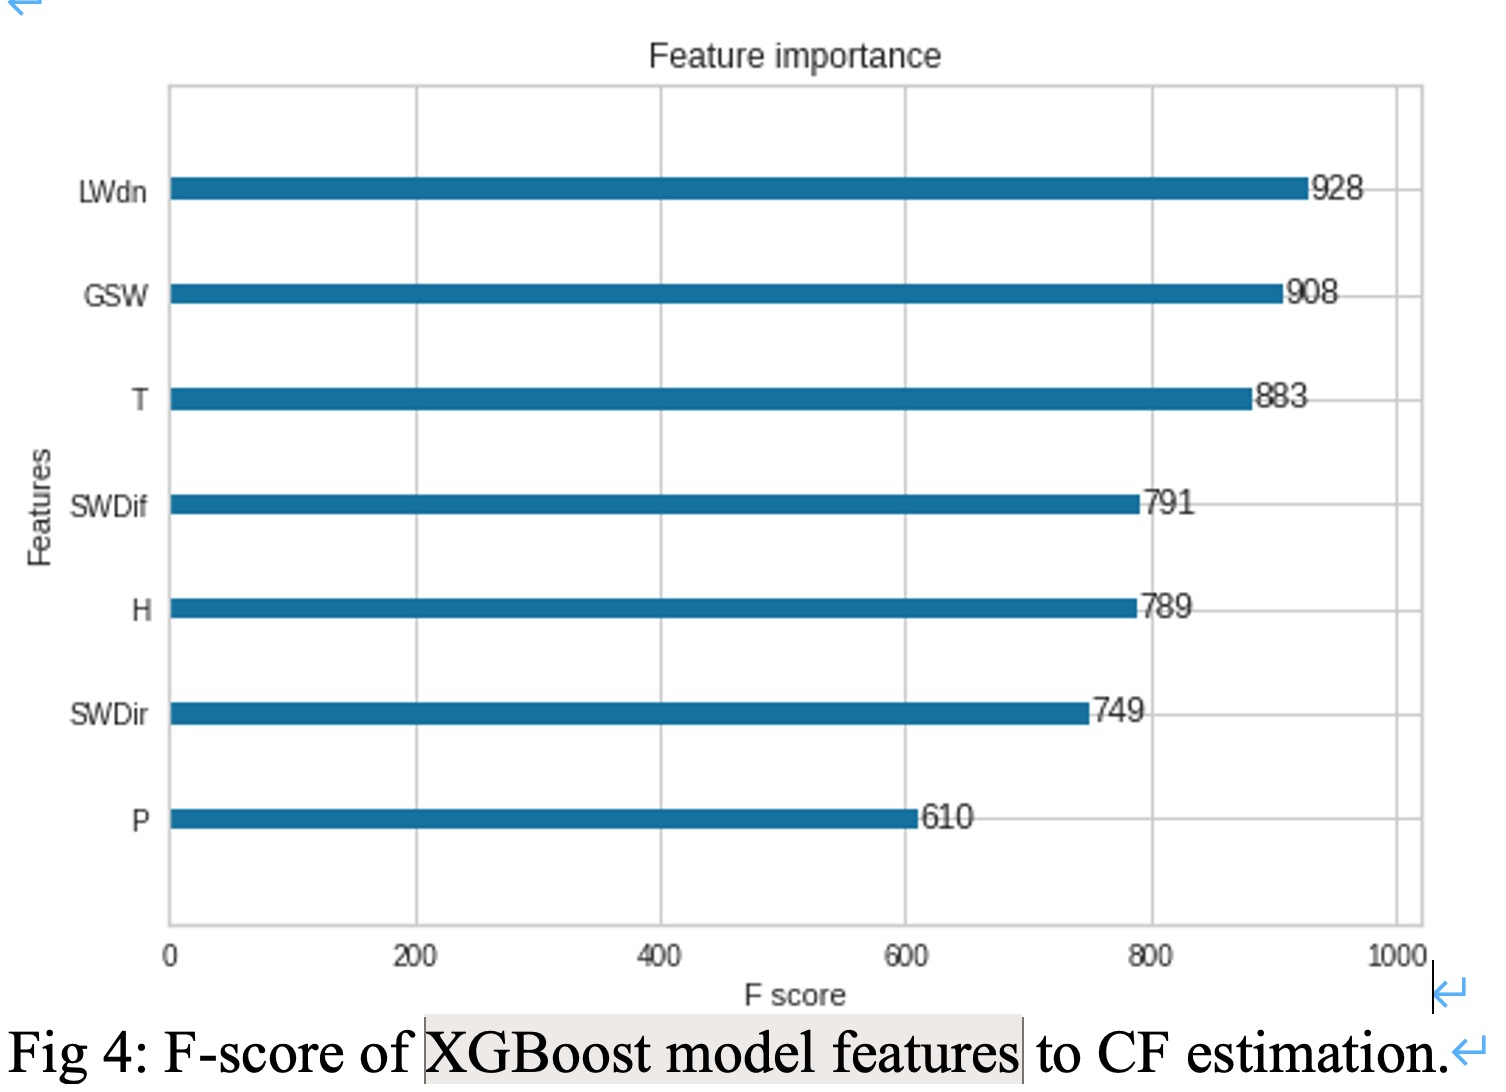 Feature importance
LWdn 928
GSW 908
T 883
SWDif 791
H 789
SWDir 749
P 610
Features
0 200 400 600 800 1000
F score
Fig 4: F-score of XGBoost model features to CF estimation.